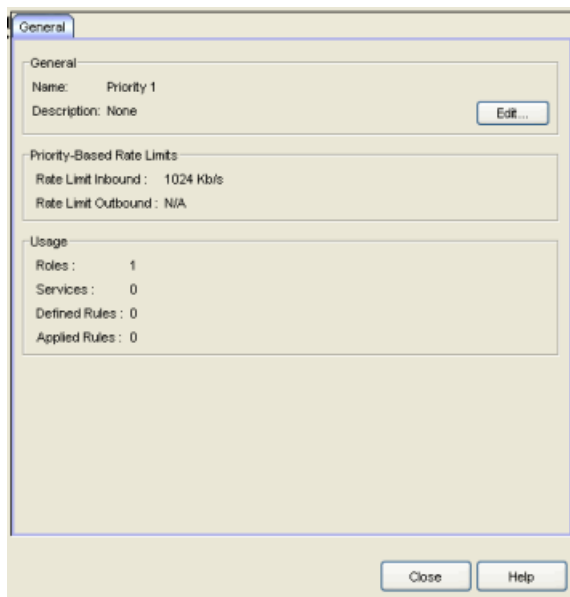 General
General
Name: Priority 1
Description: None
Edit...
Priority-Based Rate Limits
Rate Limit Inbound : 1024 Kb/s
Rate Limit Outbound : N/A
Usage
Roles : 1
Services : 0
Defined Rules : 0
Applied Rules : 0
Close Help